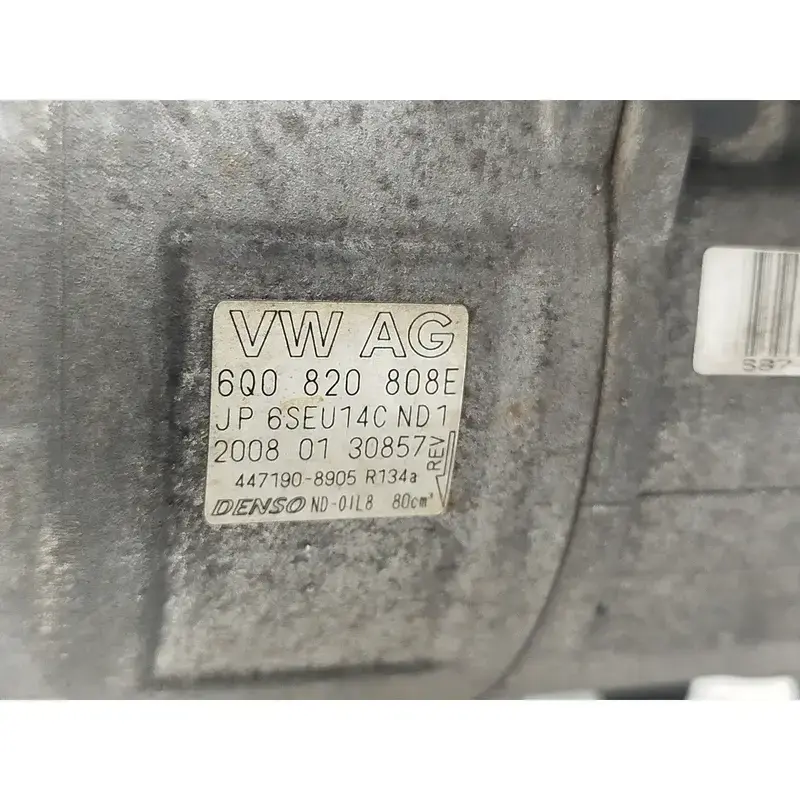 VW AG
6Q0 820 808E
JP 6SEU14C ND1
2008 01 30857
REV
447190-8905 R134a
DENSO ND-OIL8 80cm³